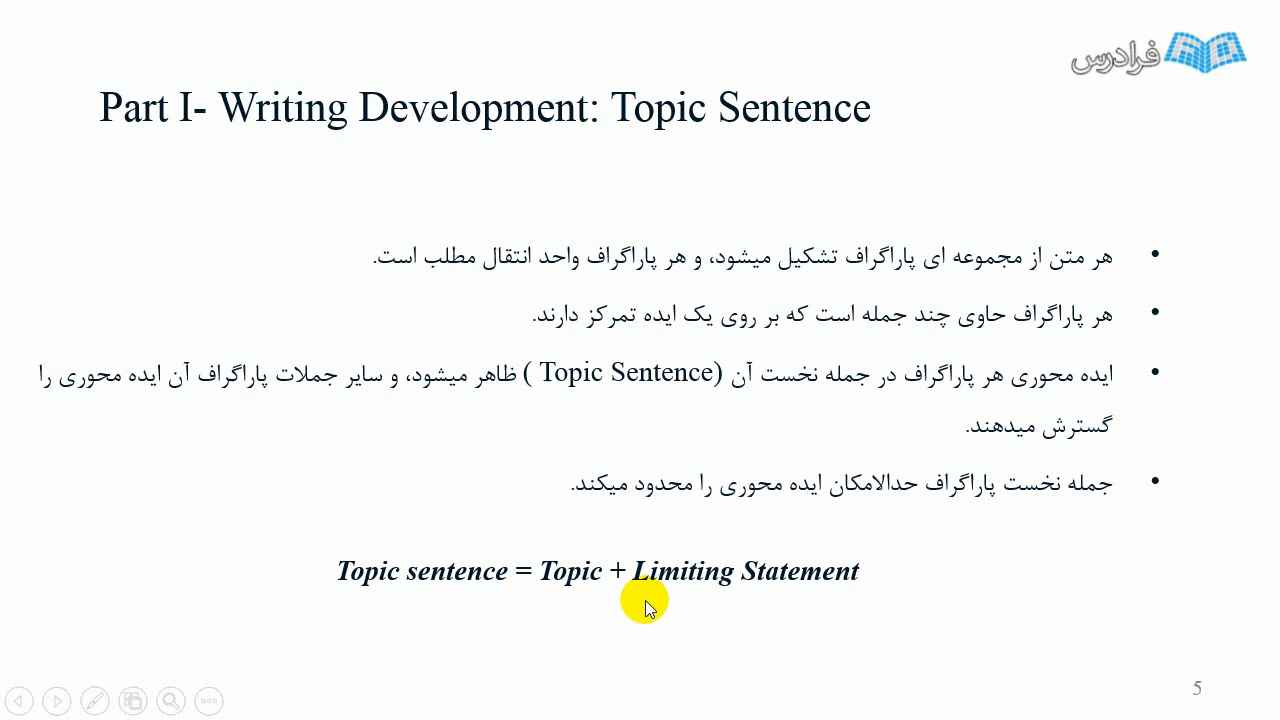 فرادرس
Part I- Writing Development: Topic Sentence
• هر متن از مجموعه ای پاراگراف تشکیل میشود، و هر پاراگراف واحد انتقال مطلب است.
• هر پاراگراف حاوی چند جمله است که بر روی یک ایده تمرکز دارند.
• ایده محوری هر پاراگراف در جمله نخست آن (Topic Sentence ) ظاهر میشود، و سایر جملات پاراگراف آن ایده محوری را
گسترش میدهند.
• جمله نخست پاراگراف حدالامکان ایده محوری را محدود میکند.
Topic sentence = Topic + Limiting Statement
5